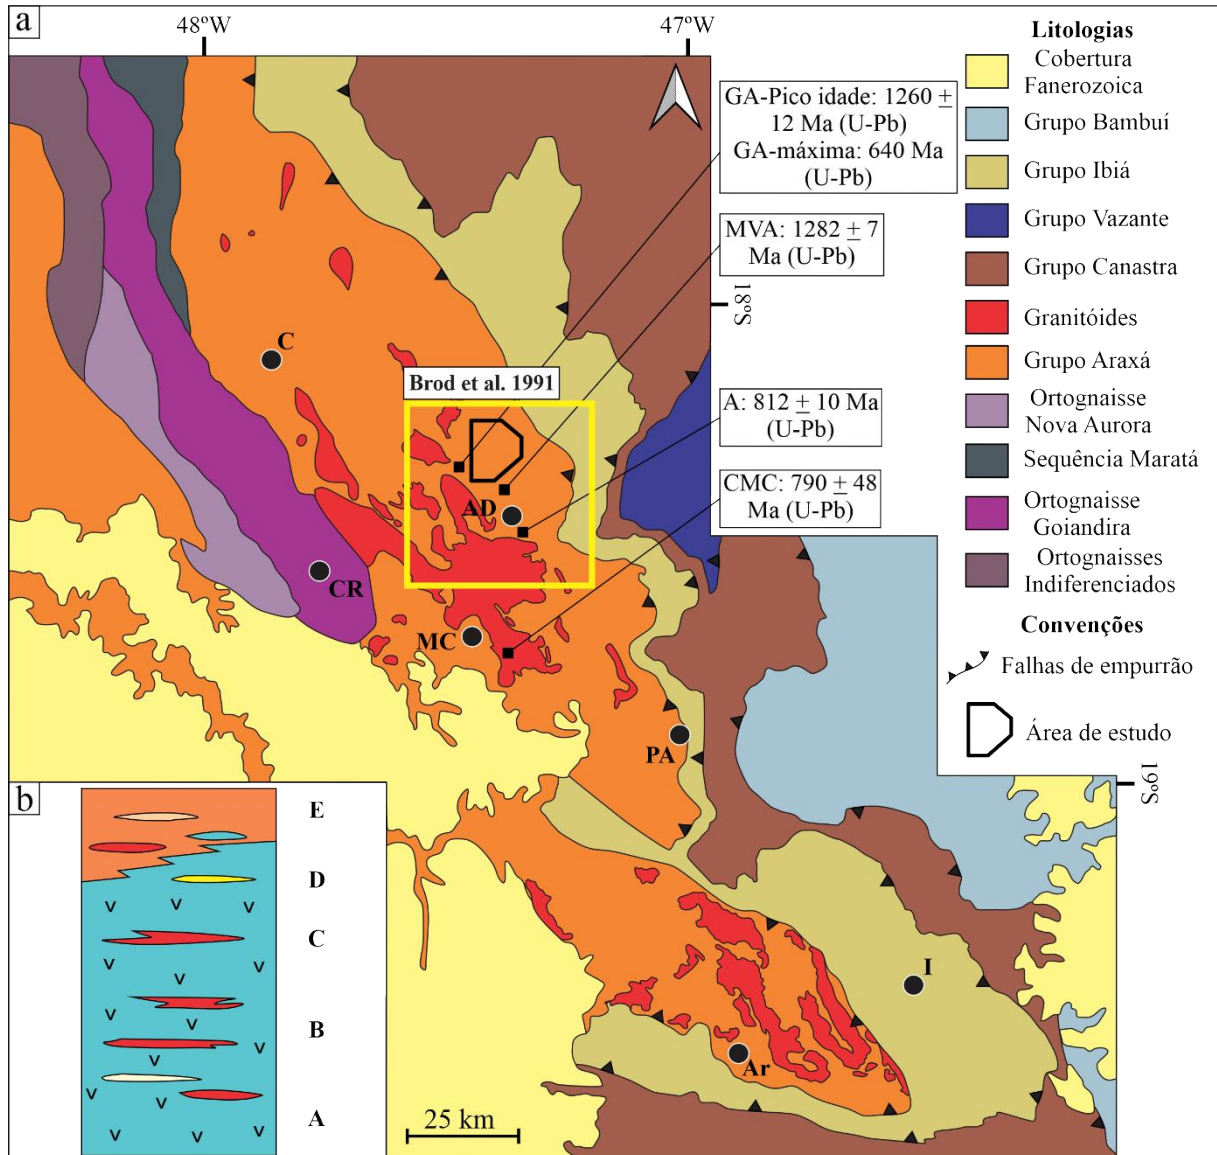 a
48ºW
47ºW
GA-Pico idade: 1260 ±
12 Ma (U-Pb)
GA-máxima: 640 Ma
(U-Pb)
MVA: 1282 ± 7
Ma (U-Pb)
18ºS
A: 812 ± 10 Ma
(U-Pb)
CMC: 790 ± 48
Ma (U-Pb)
Brod et al. 1991
C
AD
CR
MC
PA
19ºS
I
Ar
25 km
Litologias
Cobertura
Fanerozoica
Grupo Bambuí
Grupo Ibiá
Grupo Vazante
Grupo Canastra
Granitóides
Grupo Araxá
Ortognaisse
Nova Aurora
Sequência Maratá
Ortognaisse
Goiandira
Ortognaisses
Indiferenciados
Convenções
Falhas de empurrão
Área de estudo
b
E
D
C
B
A